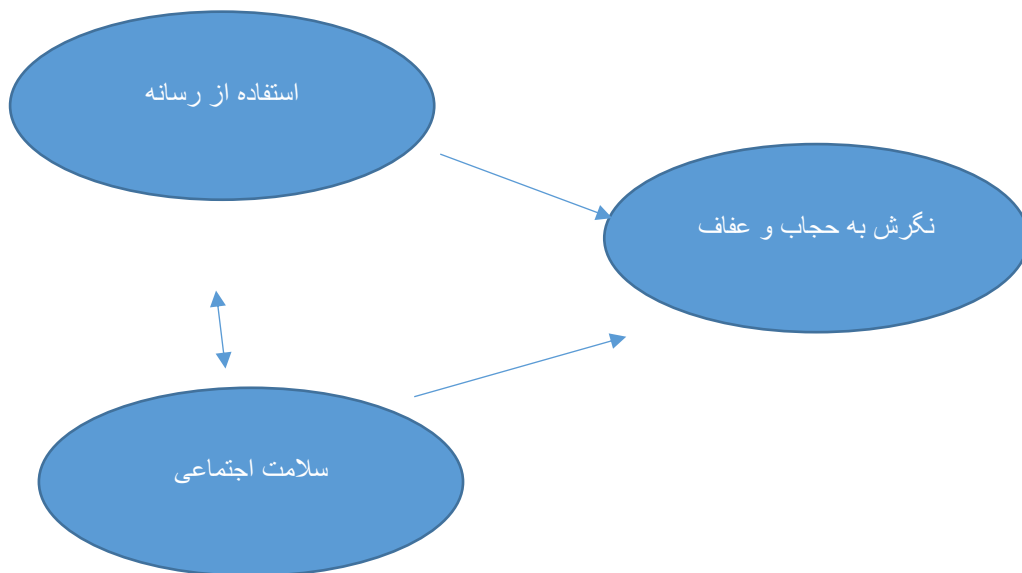 استفاده از رسانه
نگرش به حجاب و عفاف
سلامت اجتماعی